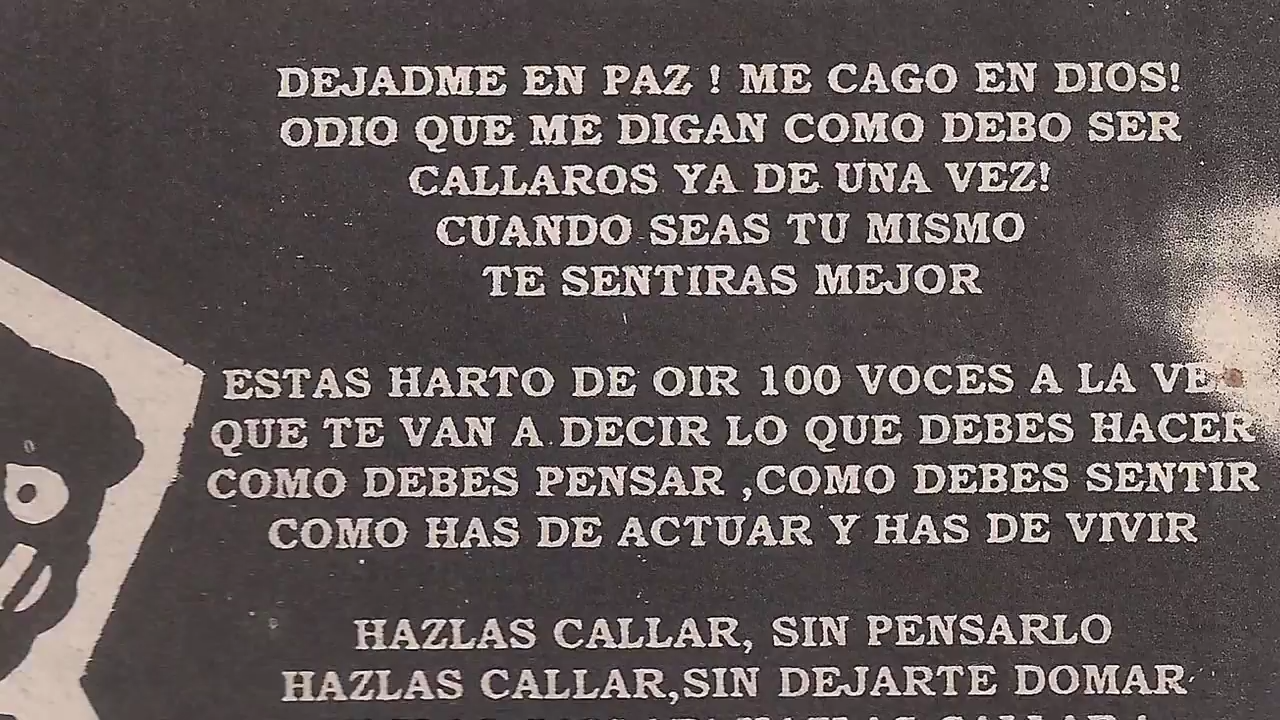 DEJADME EN PAZ ! ME CAGO EN DIOS!
ODIO QUE ME DIGAN COMO DEBO SER
CALLAROS YA DE UNA VEZ!
CUANDO SEAS TU MISMO
TE SENTIRAS MEJOR
ESTAS HARTO DE OIR 100 VOCES A LA
QUE TE VAN A DECIR LO QUE DEBES HACER
COMO DEBES PENSAR ,COMO DEBES SENTIR
COMO HAS DE ACTUAR Y HAS DE VIVIR
HAZLAS CALLAR, SIN PENSARLO
HAZLAS CALLAR,SIN DEJARTE DOMAR